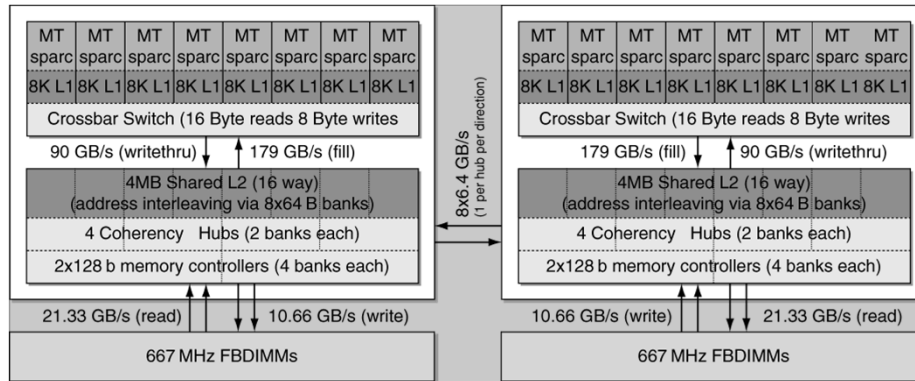 MT MT MT MT MT MT MT MT
sparc sparc sparc sparc sparc sparc sparc sparc
8K L1 8K L1 8K L1 8K L1 8K L1 8K L1 8K L1 8K L1
Crossbar Switch (16 Byte reads 8 Byte writes
90 GB/s (writethru) 179 GB/s (fill)
4MB Shared L2 (16 way)
(address interleaving via 8x64 B banks)
4 Coherency Hubs (2 banks each)
2x128 b memory controllers (4 banks each)
21.33 GB/s (read) 10.66 GB/s (write)
667 MHz FBDIMMs
8x6.4 GB/s
(1 per hub per direction)
MT MT MT MT MT MT MT MT
sparc sparc sparc sparc sparc sparc sparc sparc
8K L1 8K L1 8K L1 8K L1 8K L1 8K L1 8K L1 8K L1
Crossbar Switch (16 Byte reads 8 Byte writes
179 GB/s (fill) 90 GB/s (writethru)
4MB Shared L2 (16 way)
(address interleaving via 8x64 B banks)
4 Coherency Hubs (2 banks each)
2x128 b memory controllers (4 banks each)
10.66 GB/s (write) 21.33 GB/s (read)
667 MHz FBDIMMs